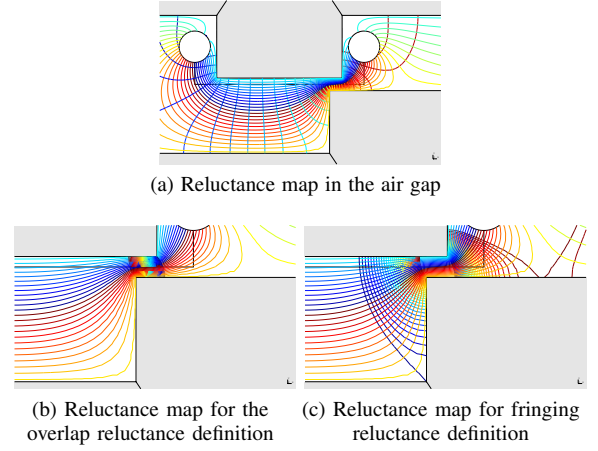 (a) Reluctance map in the air gap
(b) Reluctance map for the
overlap reluctance definition
(c) Reluctance map for fringing
reluctance definition